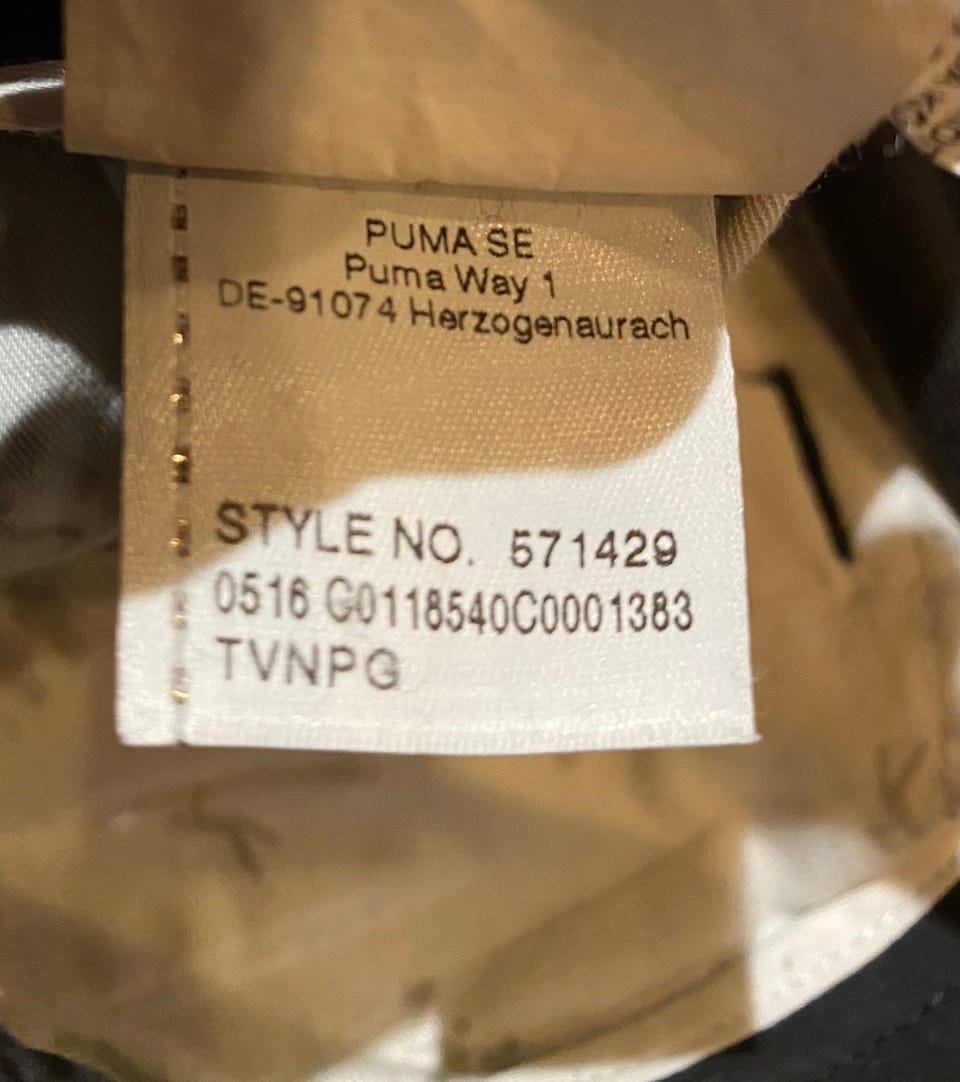 PUMA SE
Puma Way 1
DE-91074 Herzogenaurach
STYLE NO. 571429
0516 G0118540C0001383
TVNPG
K